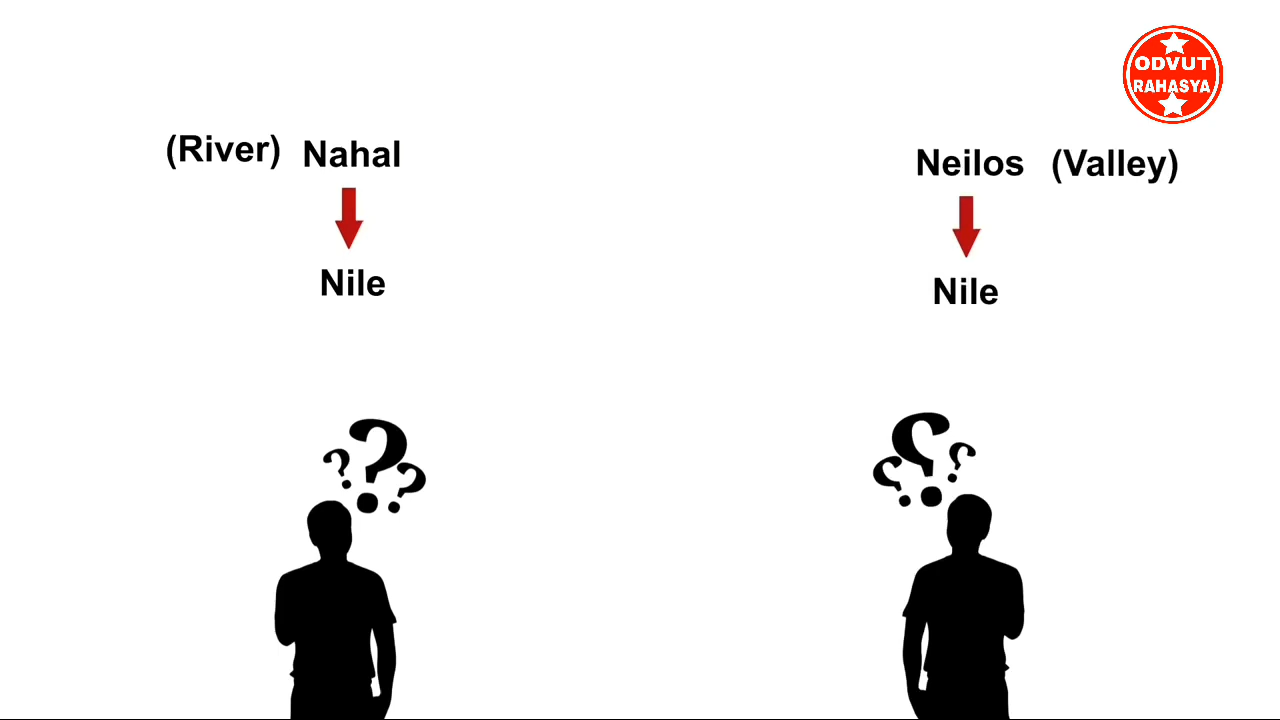 ODVUT
RAHASYA
(River) Nahal
Neilos (Valley)
Nile
Nile